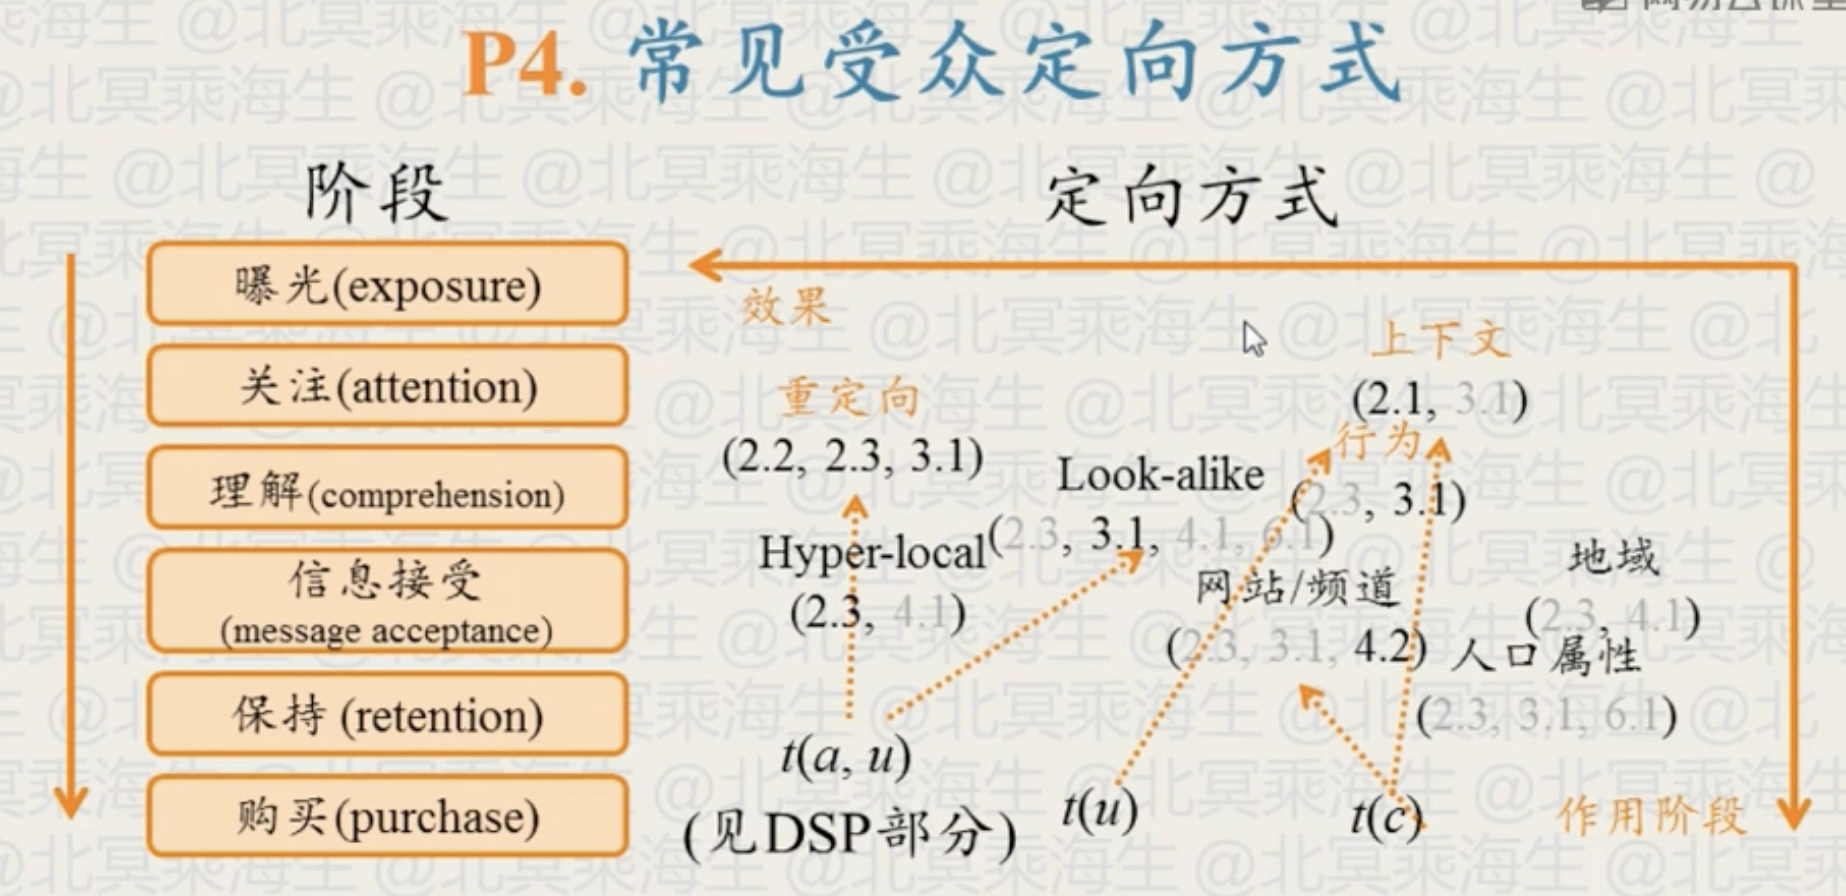 P4. 常见受众定向方式
阶段
定向方式
曝光(exposure)
关注(attention)
理解(comprehension)
信息接受
(message acceptance)
保持 (retention)
购买(purchase)
效果
上下文
(2.1, 3.1)
重定向
(2.2, 2.3, 3.1)
行为
(2.3, 3.1)
Look-alike
(2.3, 3.1, 4.1, 6.1)
Hyper-local
(2.3, 4.1)
网站/频道
(2.3, 3.1, 4.2)
地域
(2.3, 4.1)
人口属性
(2.3, 3.1, 6.1)
t(a, u)
(见DSP部分)
t(u)
t(c)
作用阶段
@北冥乘海生